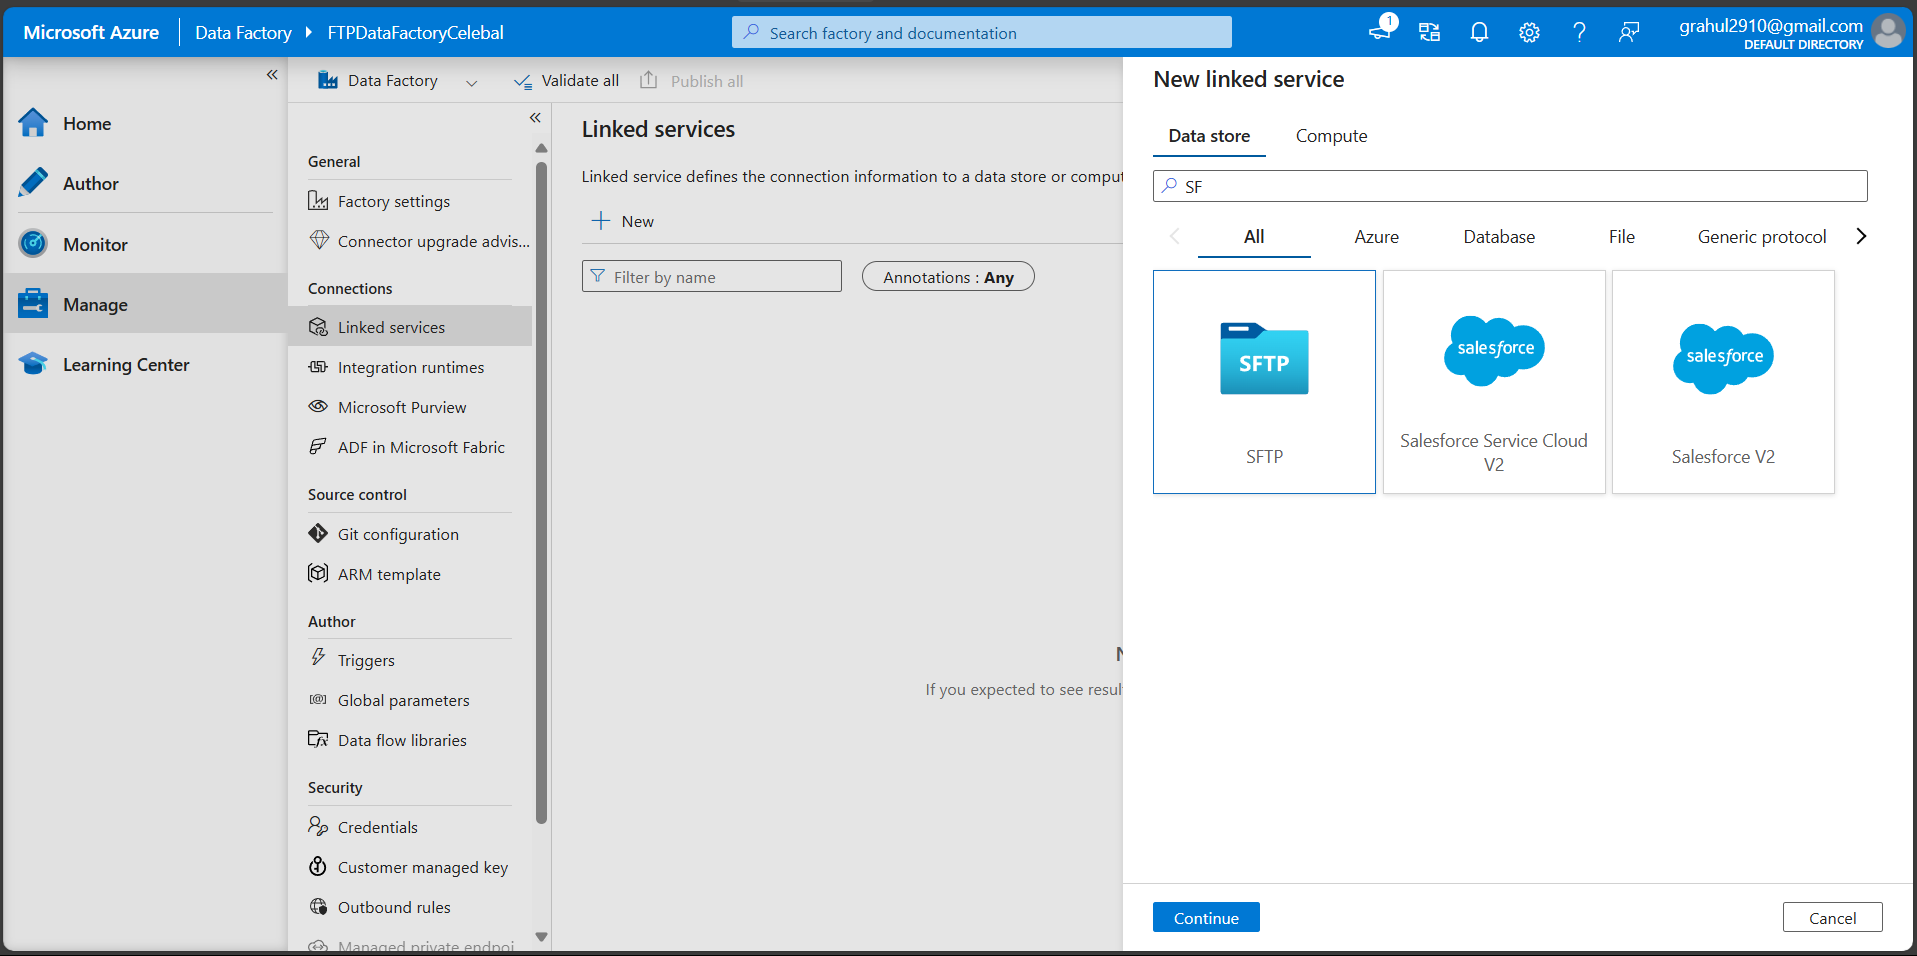 Microsoft Azure
Data Factory
FTPDataFactoryCelebal
Search factory and documentation
1
grahul2910@gmail.com
DEFAULT DIRECTORY
Home
Author
Monitor
Manage
Learning Center
Data Factory
Validate all
Publish all
General
Factory settings
Connector upgrade advis...
Connections
Linked services
Integration runtimes
Microsoft Purview
ADF in Microsoft Fabric
Source control
Git configuration
ARM template
Author
Triggers
Global parameters
Data flow libraries
Security
Credentials
Customer managed key
Outbound rules
Managed private endpoi
Linked services
Linked service defines the connection information to a data store or comput
New
Filter by name
Annotations : Any
N
If you expected to see resul
New linked service
Data store
Compute
SF
All
Azure
Database
File
Generic protocol
SFTP
SFTP
salesforce
Salesforce Service Cloud
V2
salesforce
Salesforce V2
Continue
Cancel